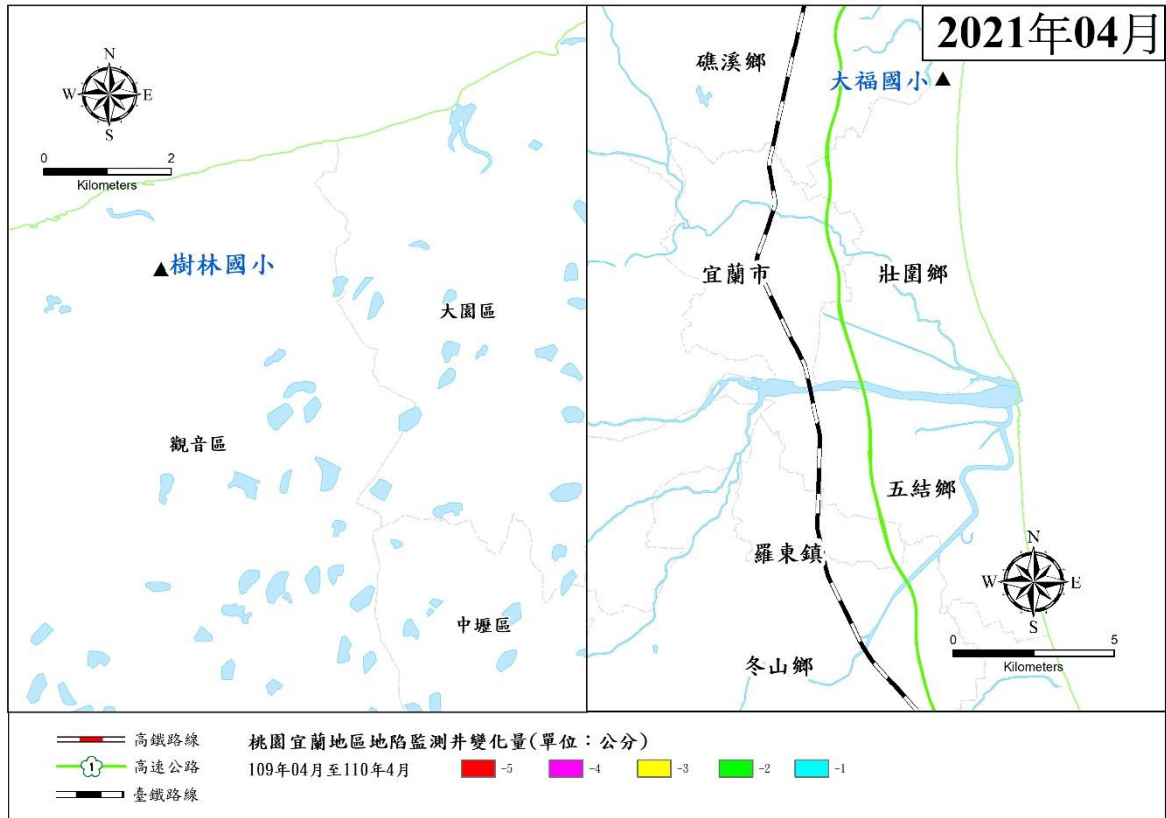 2021年04月
N
W
E
S
0
2
Kilometers
樹林國小
大園區
觀音區
中壢區
礁溪鄉
大福國小
宜蘭市
壯圍鄉
五結鄉
羅東鎮
冬山鄉
N
W
E
S
0
5
Kilometers
高鐵路線
1
高速公路
臺鐵路線
桃園宜蘭地區地陷監測井變化量(單位：公分)
109年04月至110年4月
-5
-4
-3
-2
-1